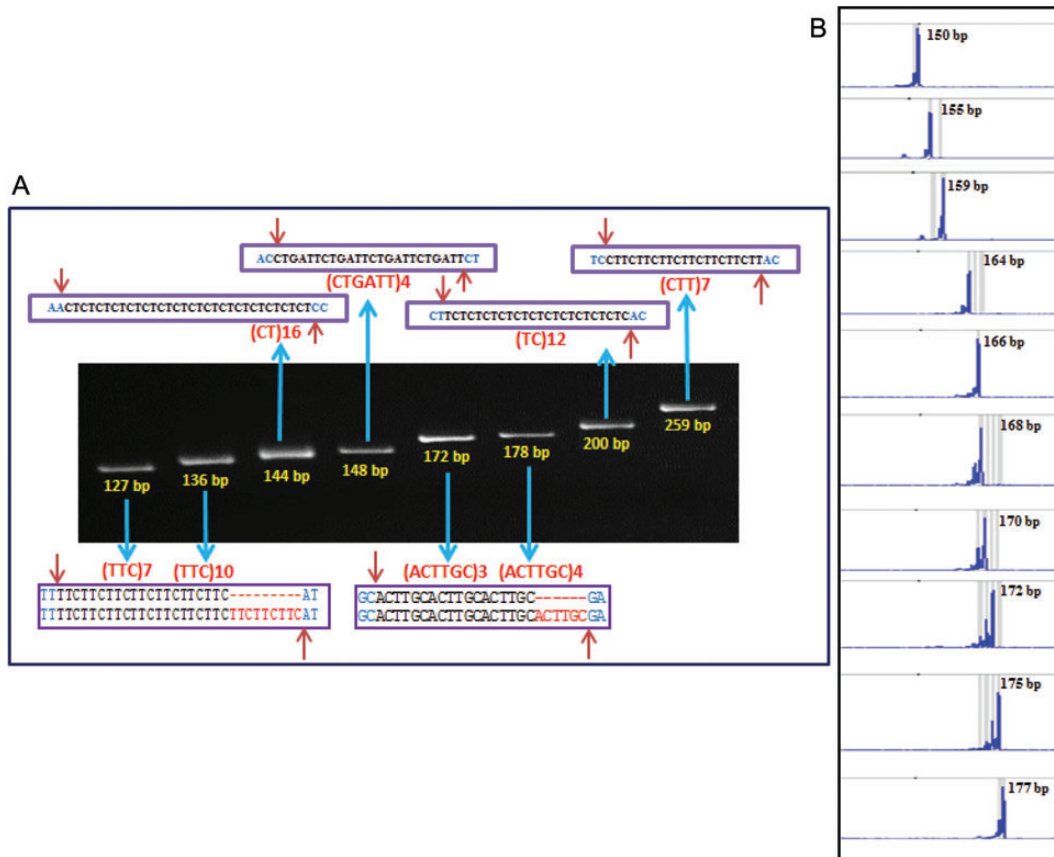 A
B
ACCTGATTCTGATTCTGATTCTGATTCT
(CTGATT)4
TCCTTCTTCTTCTTCTTCTTCTTAC
(CTT)7
AACTCTCTCTCTCTCTCTCTCTCTCTCTCTCTCTCC
(CT)16
CTTCTCTCTCTCTCTCTCTCTCTCTCAC
(TC)12
127 bp
136 bp
144 bp
148 bp
172 bp
178 bp
200 bp
259 bp
(TTC)7 (TTC)10
TTTTCTTCTTCTTCTTCTTCTTC---------AT
TTTTCTTCTTCTTCTTCTTCTTCTTCTTCTTCAT
(ACTTGC)3 (ACTTGC)4
GCACTTGCACTTGCACTTGC------GA
GCACTTGCACTTGCACTTGCACTTGCGA
150 bp
155 bp
159 bp
164 bp
166 bp
168 bp
170 bp
172 bp
175 bp
177 bp